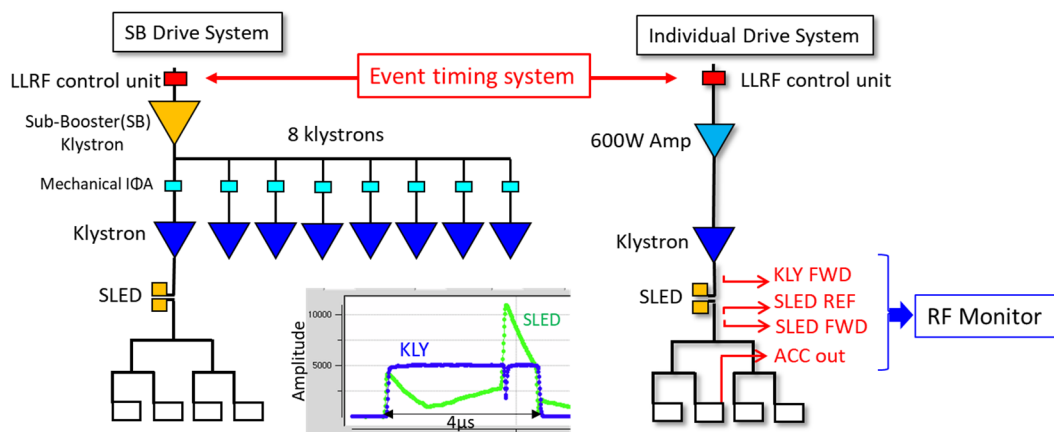 SB Drive System
LLRF control unit
Sub-Booster(SB)
Klystron
8 klystrons
Mechanical IΦA
Klystron
SLED
Event timing system
Individual Drive System
LLRF control unit
600W Amp
Klystron
SLED
KLY FWD
SLED REF
SLED FWD
ACC out
RF Monitor
Amplitude
10000
5000
0
KLY
SLED
4μs